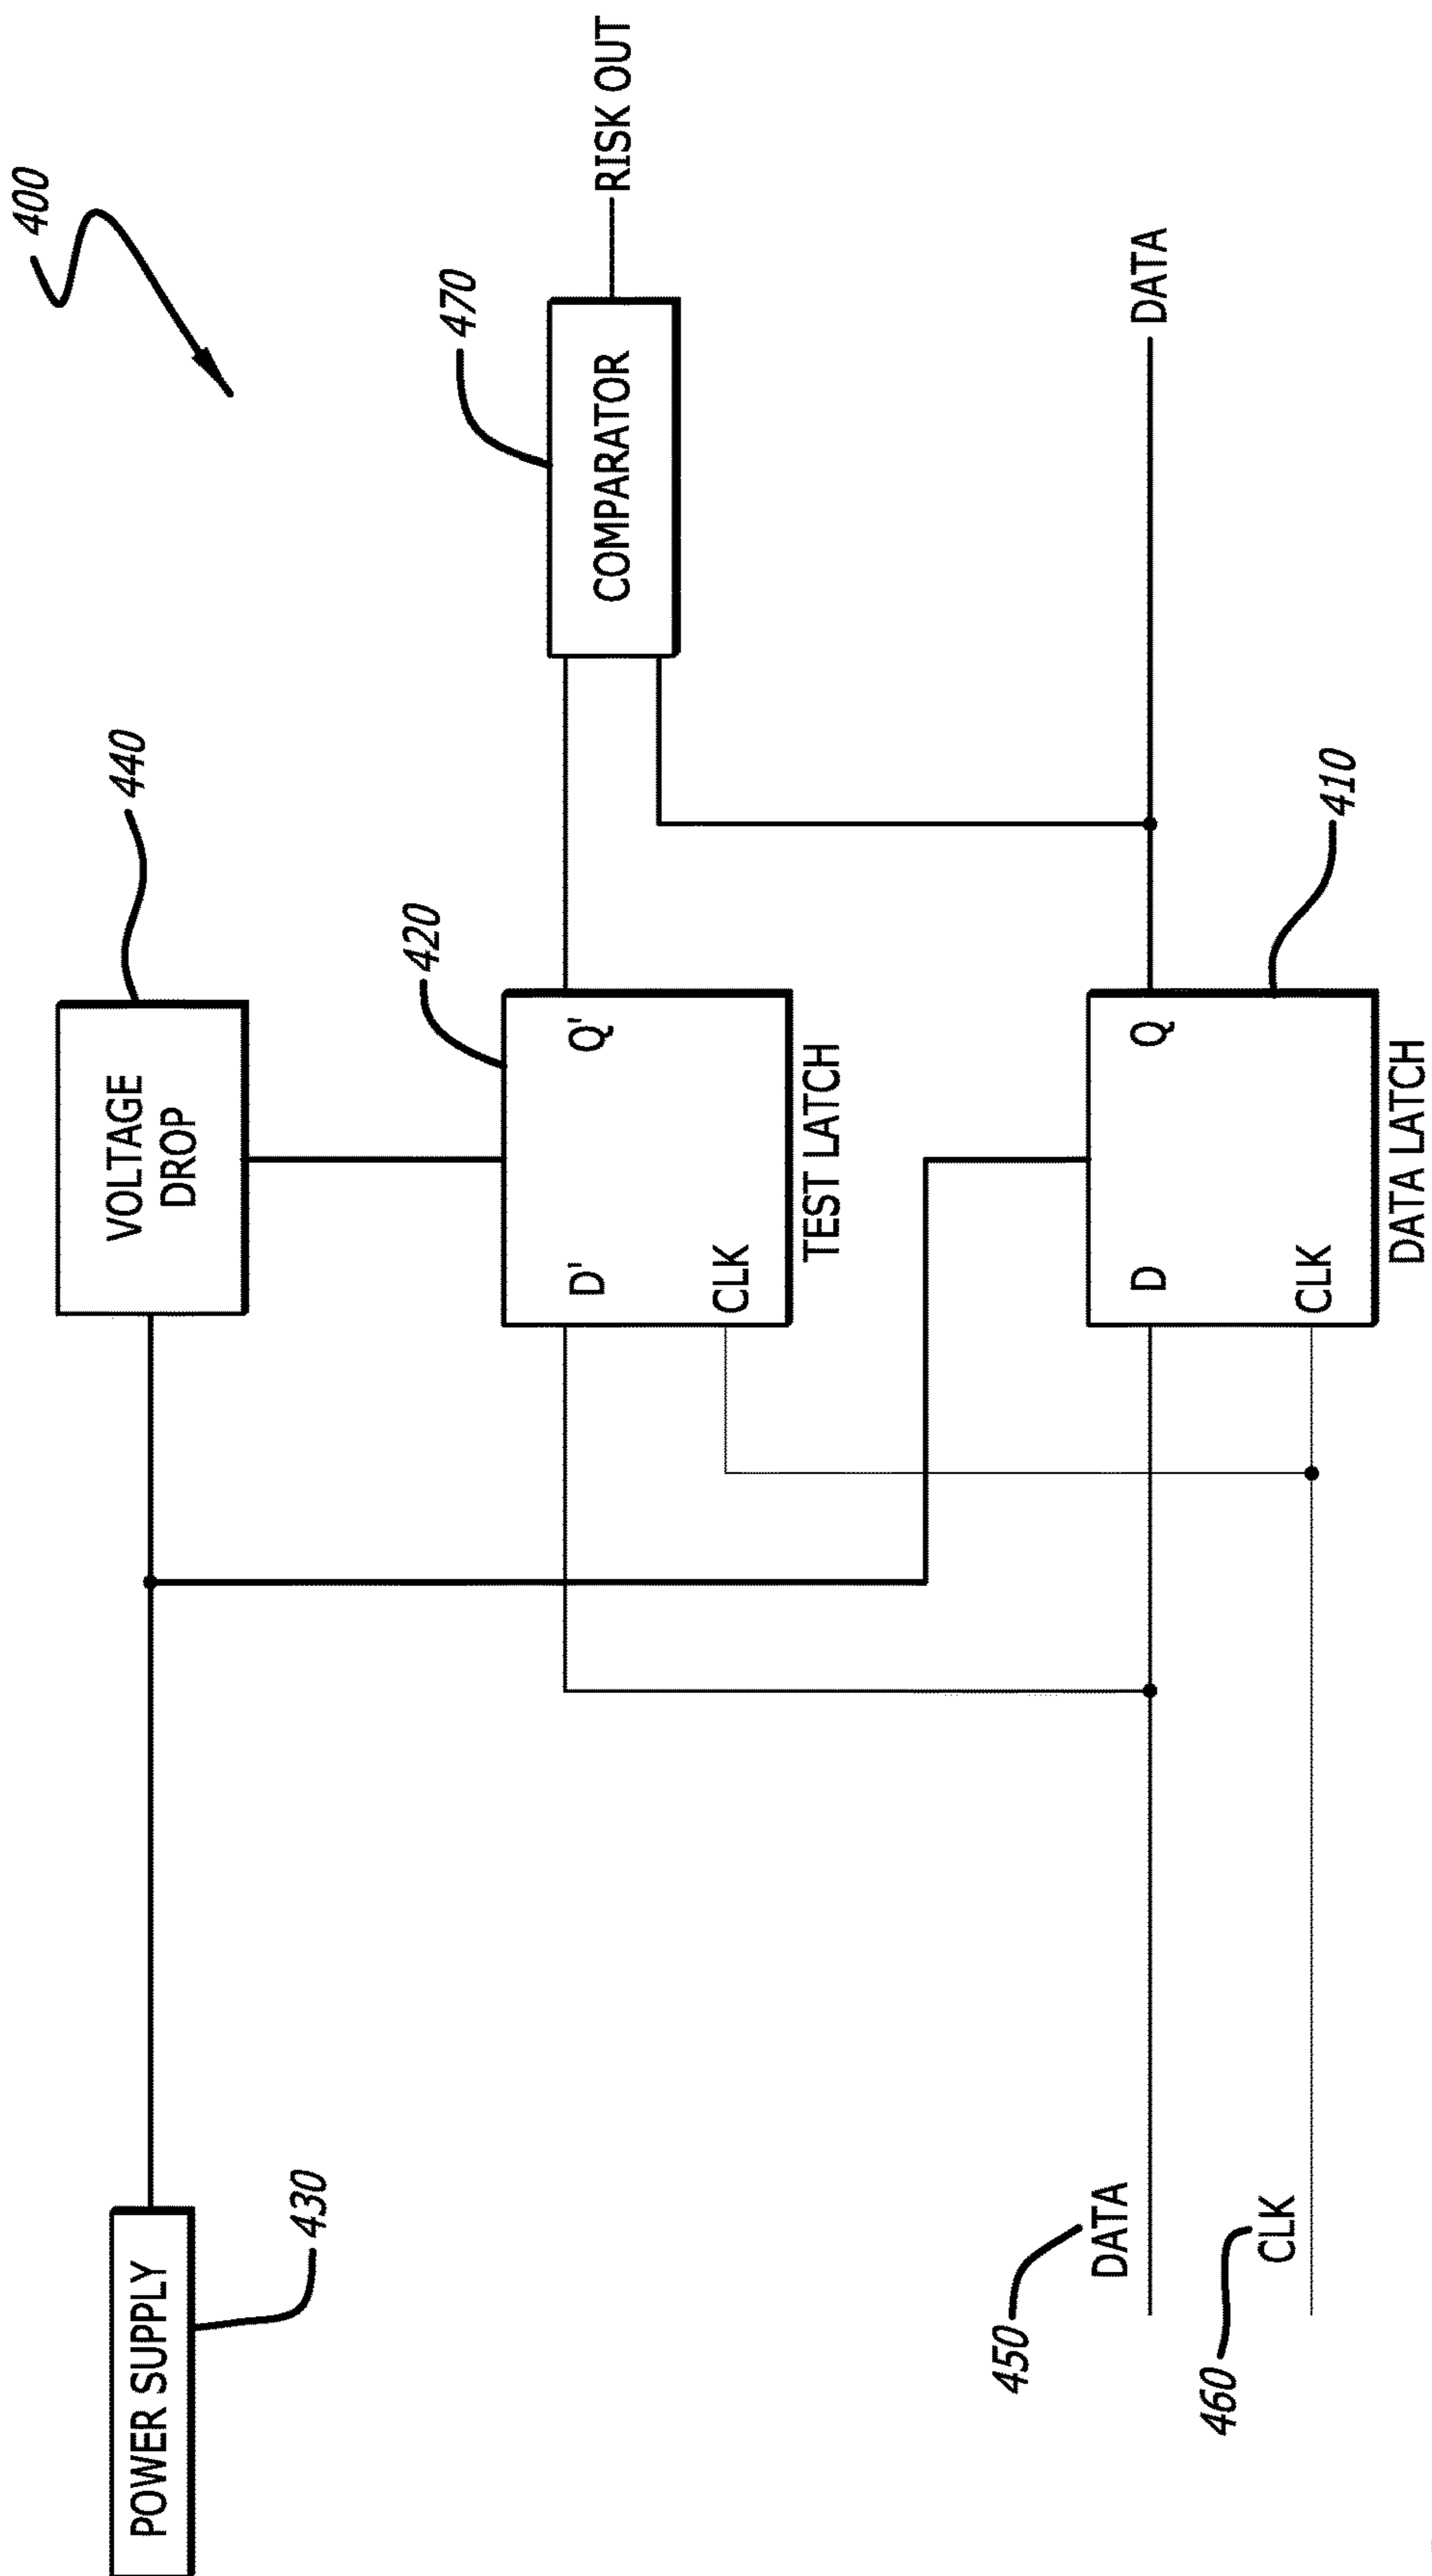 400
POWER SUPPLY
430
VOLTAGE
DROP
440
420
D'
Q'
CLK
TEST LATCH
470
COMPARATOR
RISK OUT
450
DATA
460
CLK
D
Q
CLK
DATA LATCH
410
DATA